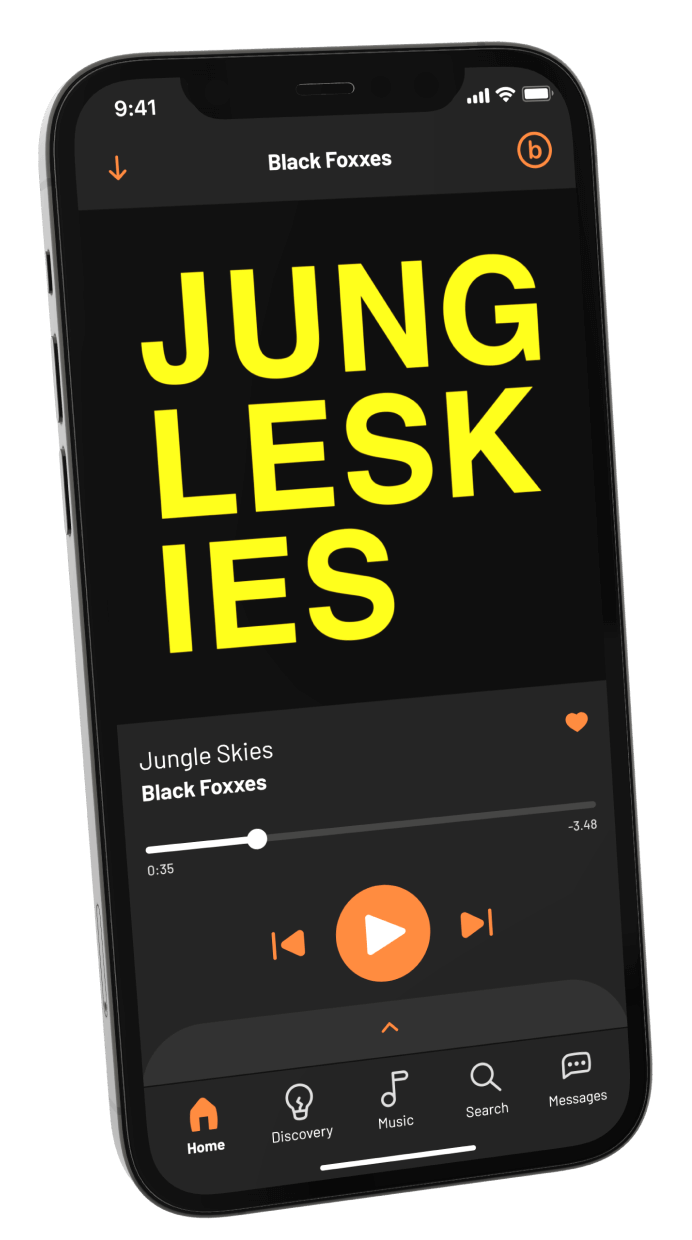 9:41
Black Foxxes
b
JUNG
LESK
IES
Jungle Skies
Black Foxxes
0:35
-3.48
Home
Discovery
Music
Search
Messages